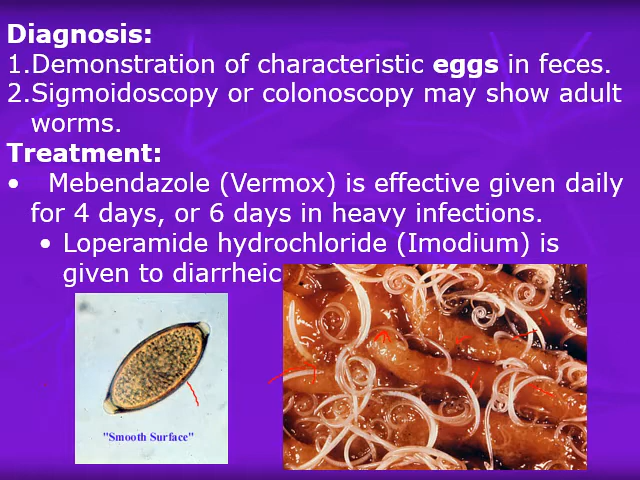 Diagnosis:
1.Demonstration of characteristic eggs in feces.
2.Sigmoidoscopy or colonoscopy may show adult
worms.
Treatment:
• Mebendazole (Vermox) is effective given daily
for 4 days, or 6 days in heavy infections.
• Loperamide hydrochloride (Imodium) is
given to diarrheic
"Smooth Surface"